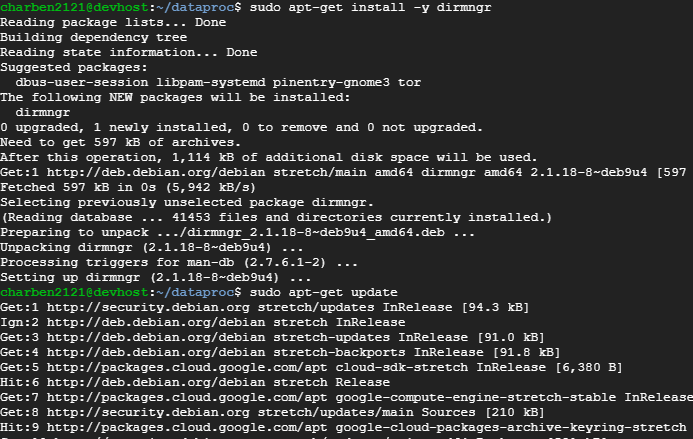 charben2121@devhost:~/dataproc$ sudo apt-get install -y dirmngr
Reading package lists... Done
Building dependency tree
Reading state information... Done
Suggested packages:
  dbus-user-session libpam-systemd pinentry-gnome3 tor
The following NEW packages will be installed:
  dirmngr
0 upgraded, 1 newly installed, 0 to remove and 0 not upgraded.
Need to get 597 kB of archives.
After this operation, 1,114 kB of additional disk space will be used.
Get:1 http://deb.debian.org/debian stretch/main amd64 dirmngr amd64 2.1.18-8~deb9u4 [597
Fetched 597 kB in 0s (5,942 kB/s)
Selecting previously unselected package dirmngr.
(Reading database ... 41453 files and directories currently installed.)
Preparing to unpack .../dirmngr_2.1.18-8~deb9u4_amd64.deb ...
Unpacking dirmngr (2.1.18-8~deb9u4) ...
Processing triggers for man-db (2.7.6.1-2) ...
Setting up dirmngr (2.1.18-8~deb9u4) ...
charben2121@devhost:~/dataproc$ sudo apt-get update
Get:1 http://security.debian.org stretch/updates InRelease [94.3 kB]
Ign:2 http://deb.debian.org/debian stretch InRelease
Get:3 http://deb.debian.org/debian stretch-updates InRelease [91.0 kB]
Get:4 http://deb.debian.org/debian stretch-backports InRelease [91.8 kB]
Get:5 http://packages.cloud.google.com/apt cloud-sdk-stretch InRelease [6,380 B]
Hit:6 http://deb.debian.org/debian stretch Release
Get:7 http://packages.cloud.google.com/apt google-compute-engine-stretch-stable InRelease
Get:8 http://security.debian.org stretch/updates/main Sources [210 kB]
Hit:9 http://packages.cloud.google.com/apt google-cloud-packages-archive-keyring-stretch